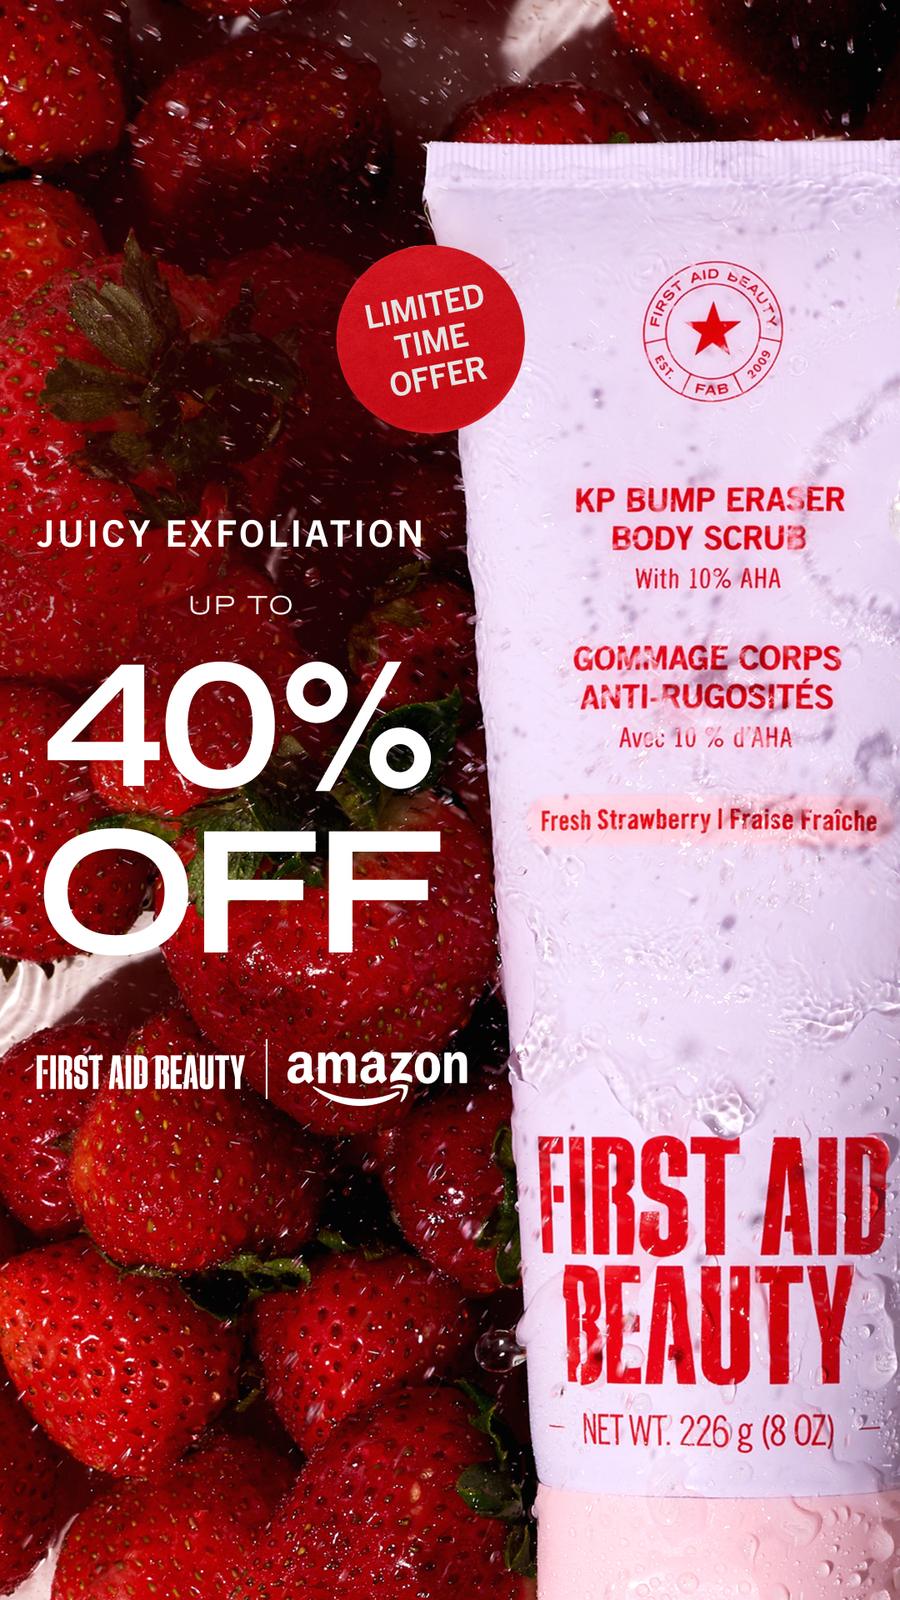 LIMITED
TIME
OFFER
JUICY EXFOLIATION
UP TO
40%
OFF
FIRST AID BEAUTY | amazon
FIRST AID BEAUTY
EST. FAB 2009
KP BUMP ERASER
BODY SCRUB
With 10% AHA
GOMMAGE CORPS
ANTI-RUGOSITÉS
Avec 10 % d'AHA
Fresh Strawberry | Fraise Fraîche
FIRST AID
BEAUTY
NET WT. 226 g (8 OZ)